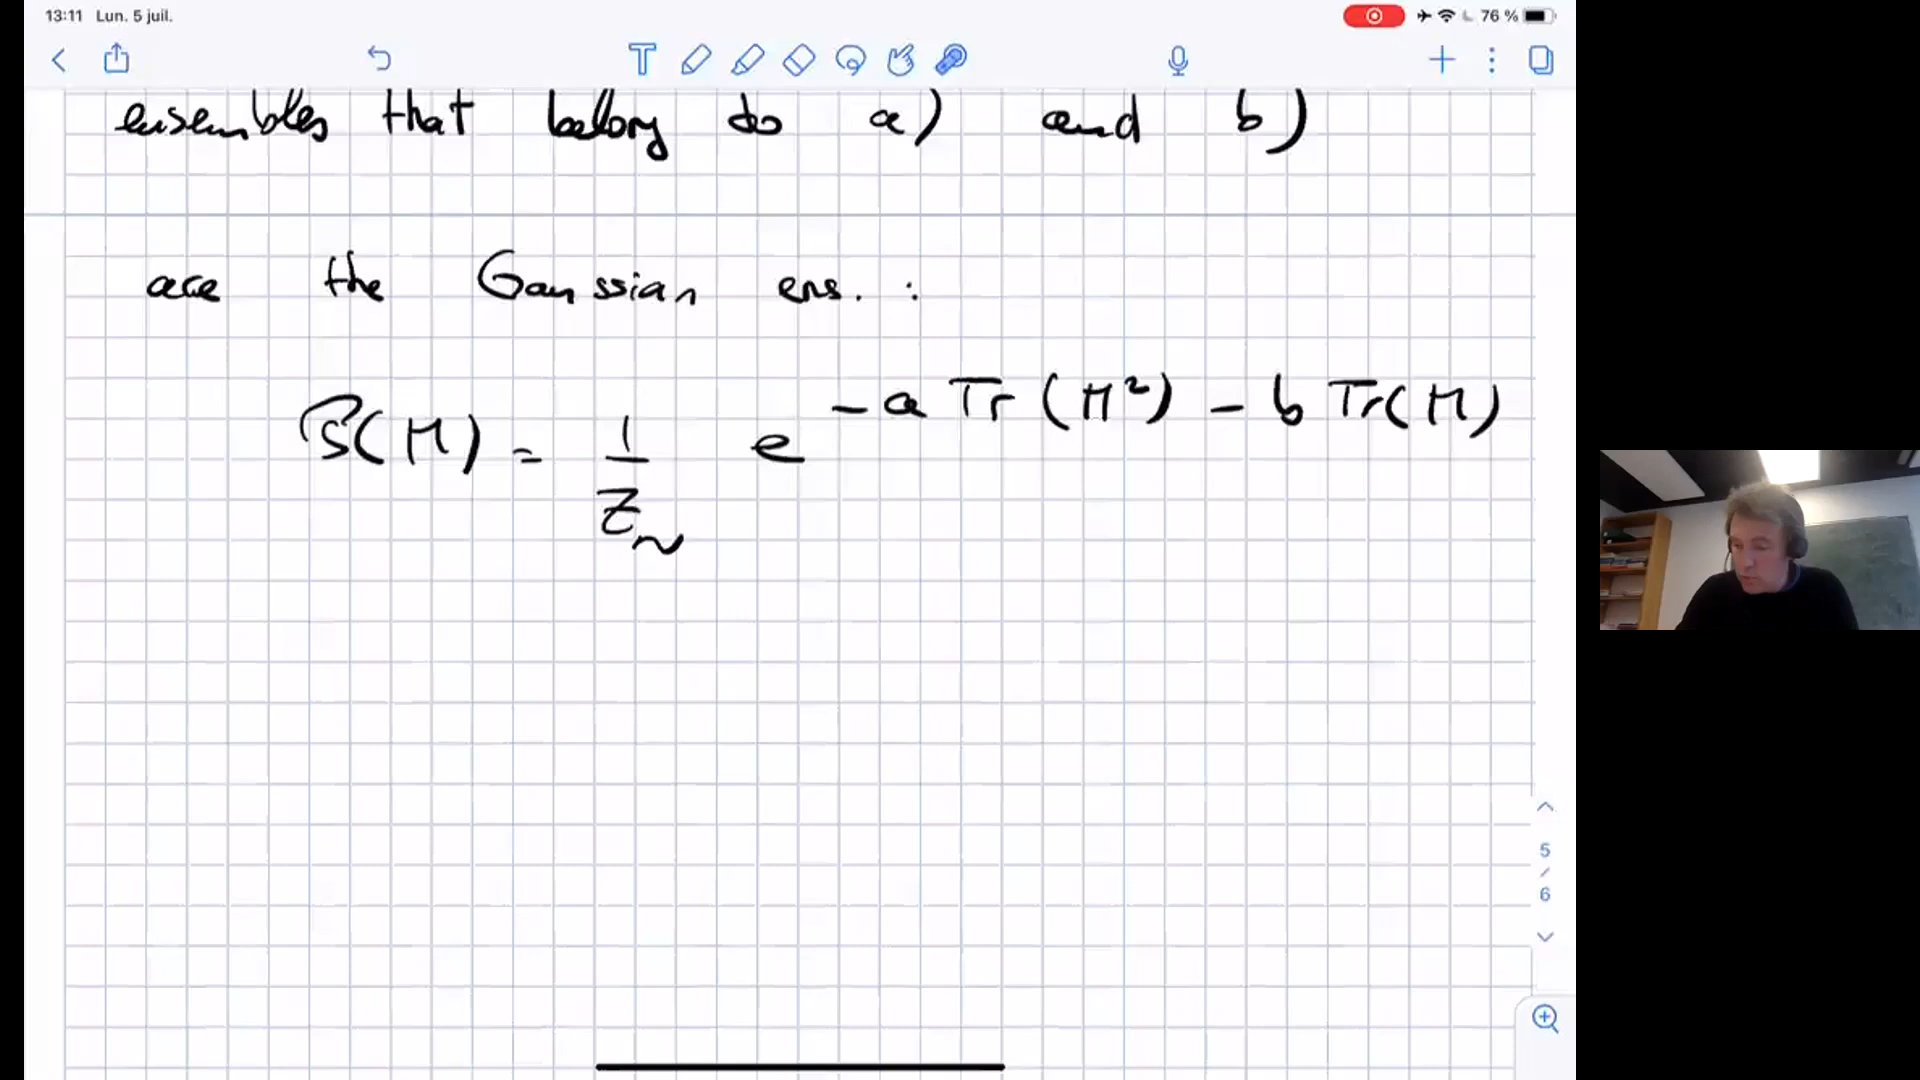 13:11 Lun. 5 juil. 76 %
ensembles that belong to a) and b)
are the Gaussian ens. :
P(M) = 1/Z_N e^{- a Tr (M²) - b Tr(M)}
5
/
6